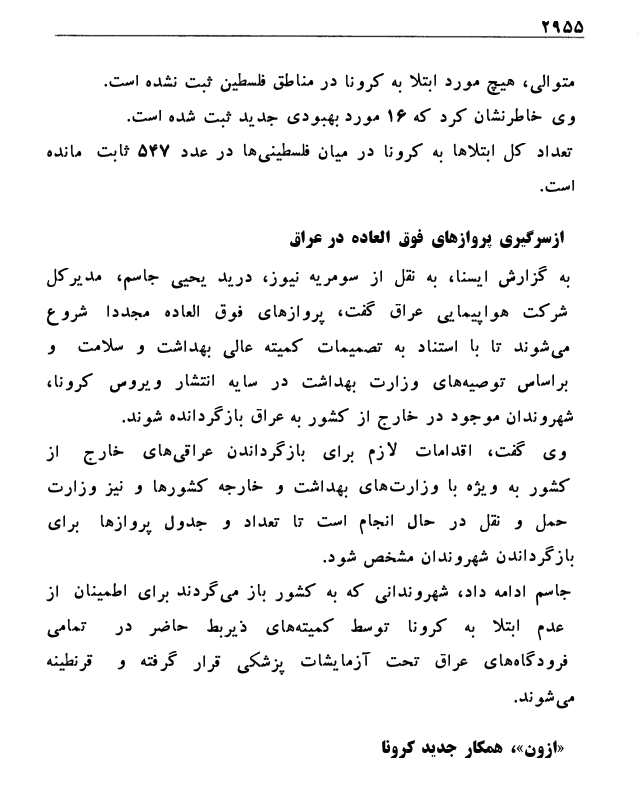 ۲۹۵۵
متوالی، هیچ مورد ابتلا به کرونا در مناطق فلسطین ثبت نشده است.
وی خاطرنشان کرد که ۱۶ مورد بهبودی جدید ثبت شده است.
تعداد کل ابتلاها به کرونا در میان فلسطینی‌ها در عدد ۵۴۷ ثابت مانده
است.
ازسرگیری پروازهای فوق العاده در عراق
به گزارش ایسنا، به نقل از سومریه نیوز، درید یحیی جاسم، مدیرکل
شرکت هواپیمایی عراق گفت، پروازهای فوق العاده مجددا شروع
می‌شوند تا با استناد به تصمیمات کمیته عالی بهداشت و سلامت و
براساس توصیه‌های وزارت بهداشت در سایه انتشار ویروس کرونا،
شهروندان موجود در خارج از کشور به عراق بازگردانده شوند.
وی گفت، اقدامات لازم برای بازگرداندن عراقی‌های خارج از
کشور به ویژه با وزارت‌های بهداشت و خارجه کشورها و نیز وزارت
حمل و نقل در حال انجام است تا تعداد و جدول پروازها برای
بازگرداندن شهروندان مشخص شود.
جاسم ادامه داد، شهروندانی که به کشور باز می‌گردند برای اطمینان از
عدم ابتلا به کرونا توسط کمیته‌های ذیربط حاضر در تمامی
فرودگاه‌های عراق تحت آزمایشات پزشکی قرار گرفته و قرنطینه
می‌شوند.
«ازون»، همکار جدید کرونا